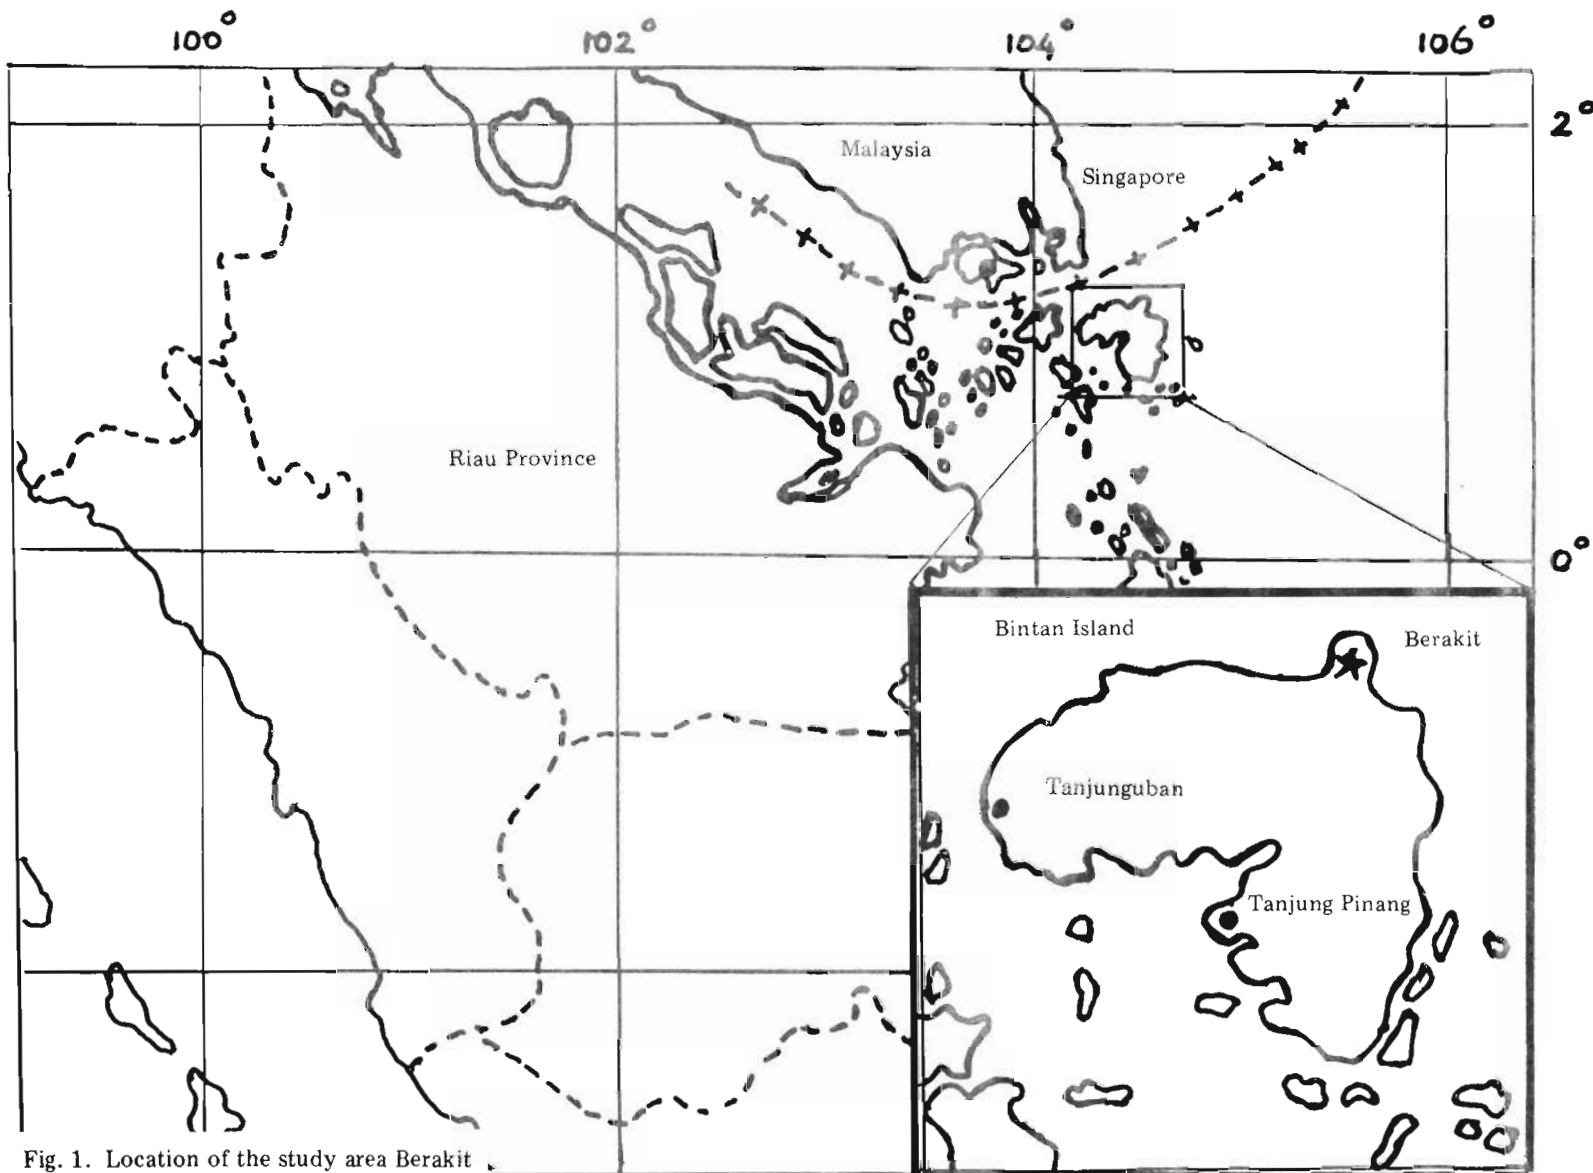 100° 102° 104° 106°
2°
Malaysia
Singapore
Riau Province
0°
Bintan Island
Berakit
Tanjunguban
Tanjung Pinang
Fig. 1. Location of the study area Berakit